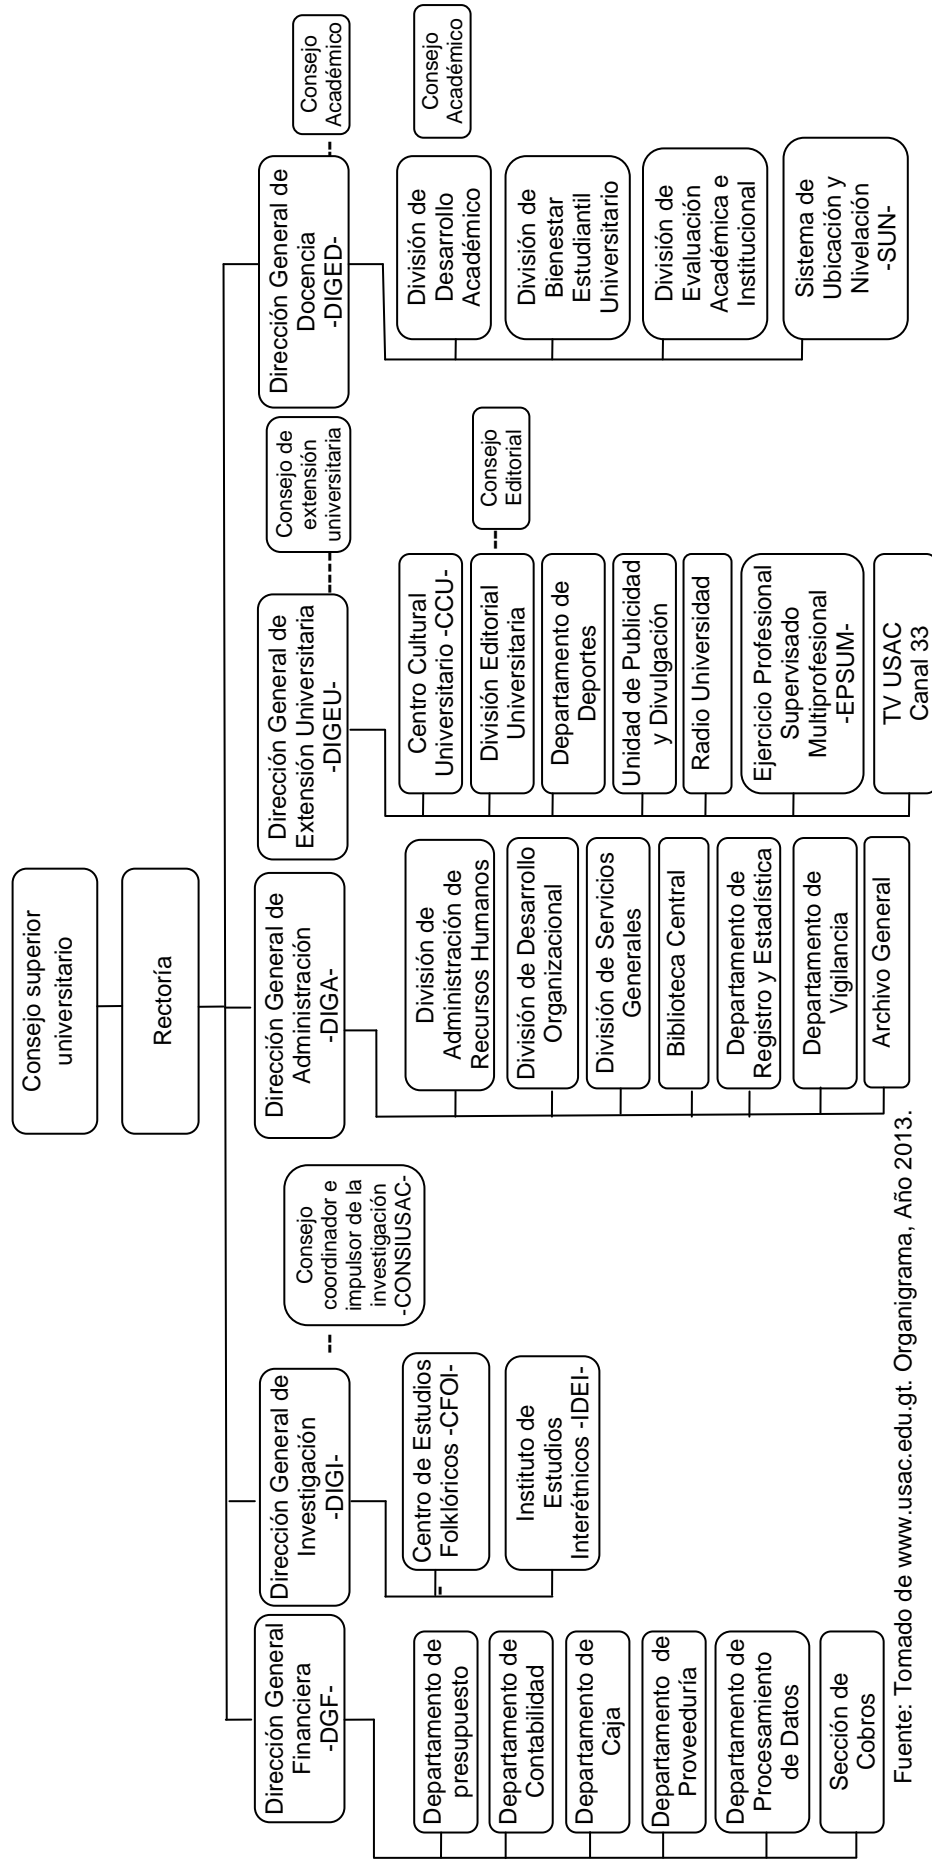 Consejo superior
universitario
Rectoría
Dirección General
Financiera
-DGF-
Departamento de
presupuesto
Departamento de
Contabilidad
Departamento de
Caja
Departamento de
Proveeduría
Departamento de
Procesamiento
de Datos
Sección de
Cobros
Dirección General de
Investigación
-DIGI-
Consejo
coordinador e
impulsor de la
investigación
-CONSIUSAC-
Centro de Estudios
Folklóricos -CFOI-
Instituto de
Estudios
Interétnicos -IDEI-
Dirección General de
Administración
-DIGA-
División de
Administración de
Recursos Humanos
División de Desarrollo
Organizacional
División de Servicios
Generales
Biblioteca Central
Departamento de
Registro y Estadística
Departamento de
Vigilancia
Archivo General
Dirección General de
Extensión Universitaria
-DIGEU-
Consejo de
extensión
universitaria
Centro Cultural
Universitario -CCU-
División Editorial
Universitaria
Consejo
Editorial
Departamento de
Deportes
Unidad de Publicidad
y Divulgación
Radio Universidad
Ejercicio Profesional
Supervisado
Multiprofesional
-EPSUM-
TV USAC
Canal 33
Dirección General de
Docencia
-DIGED-
Consejo
Académico
División de
Desarrollo
Académico
Consejo
Académico
División de
Bienestar
Estudiantil
Universitario
División de
Evaluación
Académica e
Institucional
Sistema de
Ubicación y
Nivelación
-SUN-
Fuente: Tomado de www.usac.edu.gt. Organigrama, Año 2013.